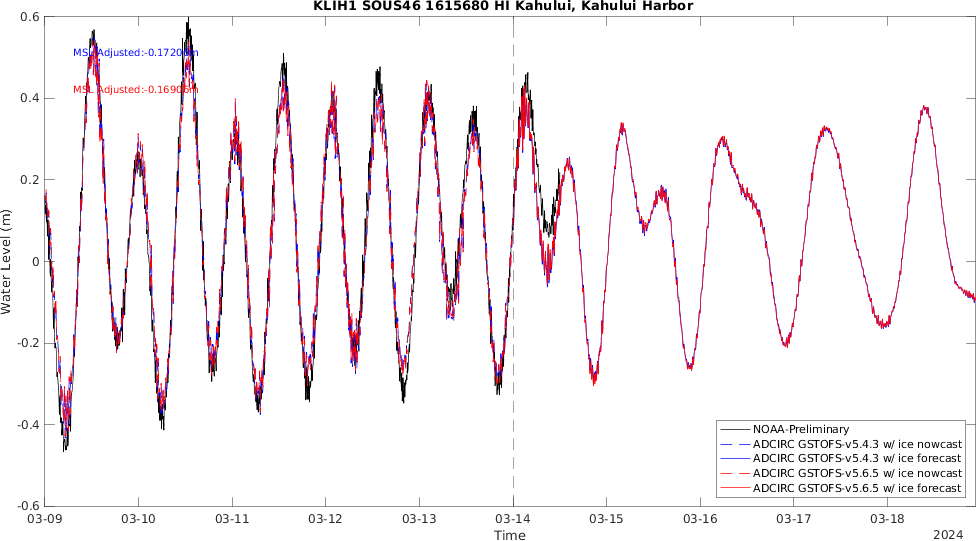 KLIH1 SOUS46 1615680 HI Kahului, Kahului Harbor
0.6
0.4
0.2
0
-0.2
-0.4
-0.6
Water Level (m)
MSL Adjusted:-0.1720
MSL Adjusted:-0.1690
NOAA-Preliminary
ADCIRC GSTOFS-v5.4.3 w/ ice nowcast
ADCIRC GSTOFS-v5.4.3 w/ ice forecast
ADCIRC GSTOFS-v5.6.5 w/ ice nowcast
ADCIRC GSTOFS-v5.6.5 w/ ice forecast
03-09 03-10 03-11 03-12 03-13 03-14 03-15 03-16 03-17 03-18
Time
2024